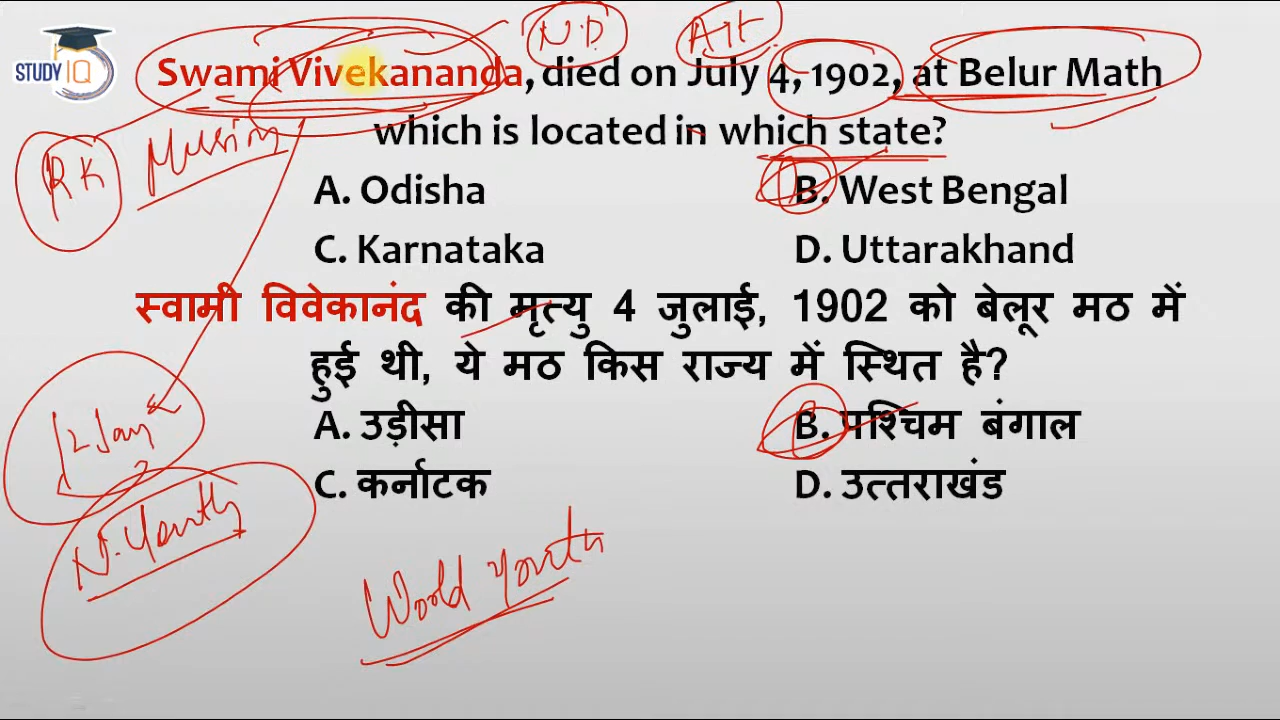 STUDY IQ
N.D.
Swami Vivekananda, died on July 4, 1902, at Belur Math
which is located in which state?
RK Mission
A. Odisha B. West Bengal
C. Karnataka D. Uttarakhand
स्वामी विवेकानंद की मृत्यु 4 जुलाई, 1902 को बेलूर मठ में
हुई थी, ये मठ किस राज्य में स्थित है?
12 Jan
A. उड़ीसा B. पश्चिम बंगाल
C. कर्नाटक D. उत्तराखंड
N. Youth
World Youth